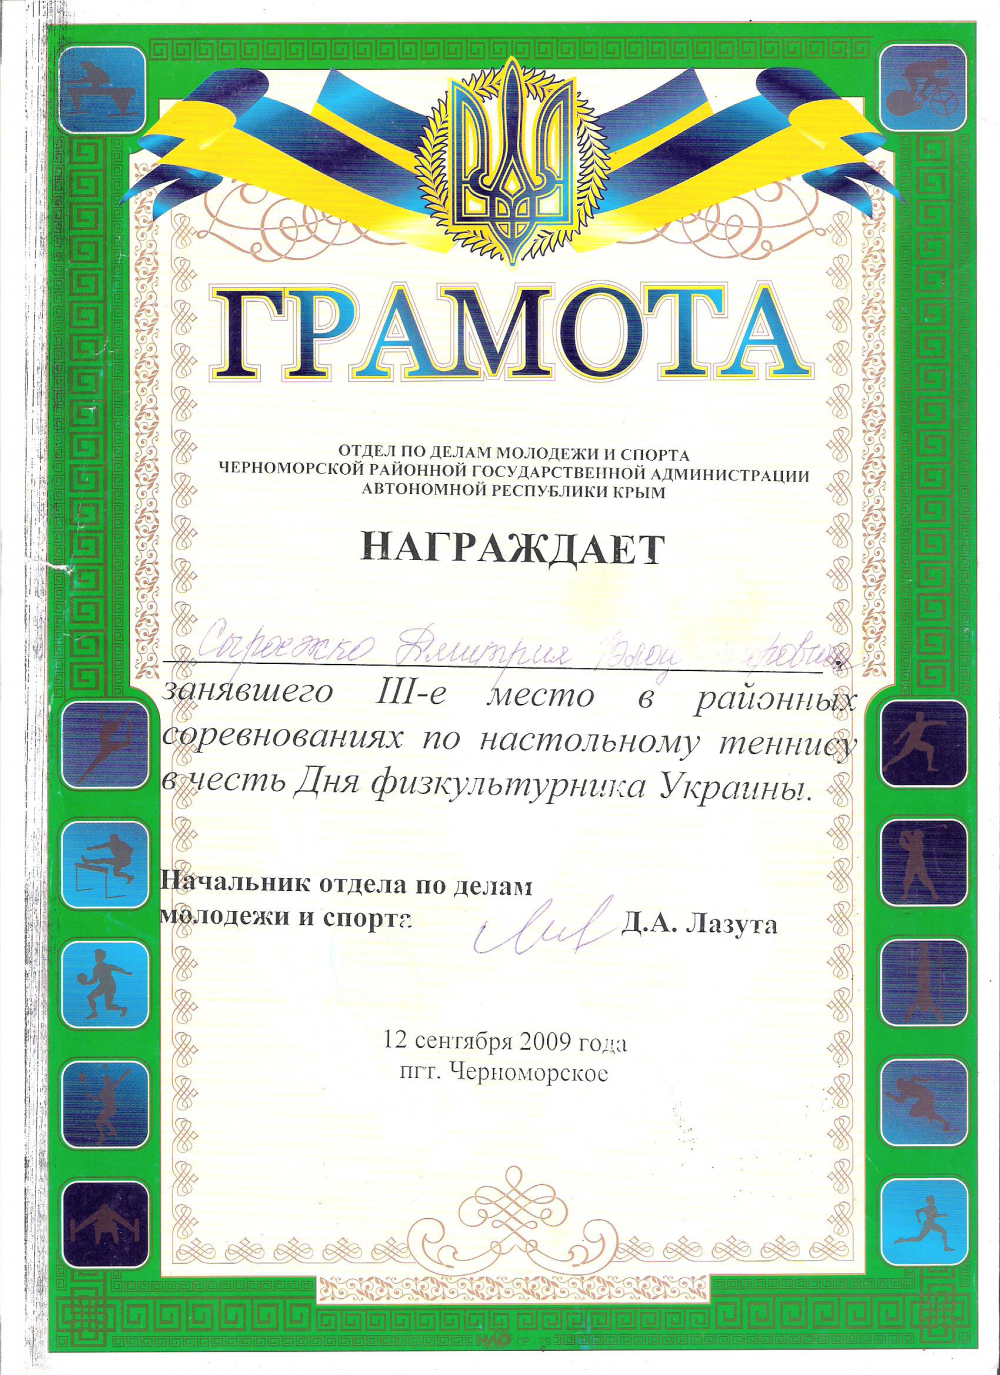 ГРАМОТА
ОТДЕЛ ПО ДЕЛАМ МОЛОДЕЖИ И СПОРТА
ЧЕРНОМОРСКОЙ РАЙОННОЙ ГОСУДАРСТВЕННОЙ АДМИНИСТРАЦИИ
АВТОНОМНОЙ РЕСПУБЛИКИ КРЫМ
НАГРАЖДАЕТ
Дмитрия
занявшего III-е место в районных
соревнованиях по настольному теннису
в честь Дня физкультурника Украины.
Начальник отдела по делам
молодежи и спорта Д.А. Лазута
12 сентября 2009 года
пгт. Черноморское